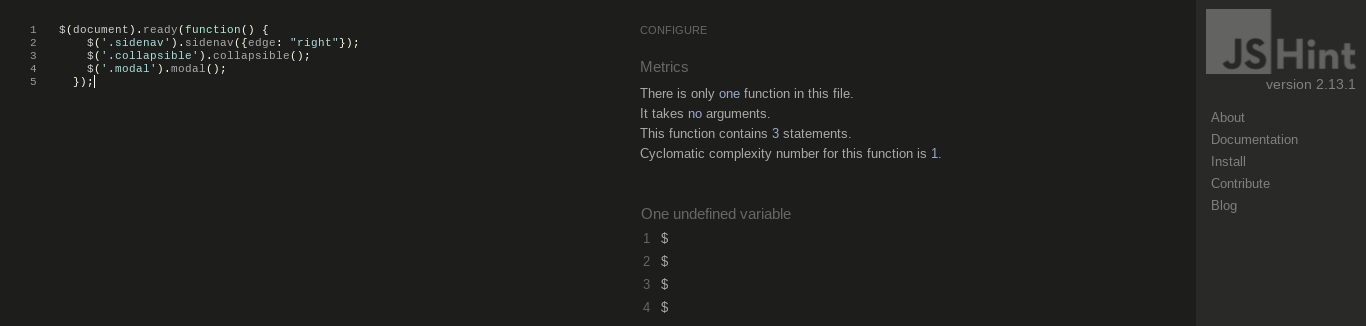 1 $(document).ready(function() {
2 $('.sidenav').sidenav({edge: "right"});
3 $('.collapsible').collapsible();
4 $('.modal').modal();
5 });
CONFIGURE
Metrics
There is only one function in this file.
It takes no arguments.
This function contains 3 statements.
Cyclomatic complexity number for this function is 1.
One undefined variable
1 $
2 $
3 $
4 $
JSHint
version 2.13.1
About
Documentation
Install
Contribute
Blog